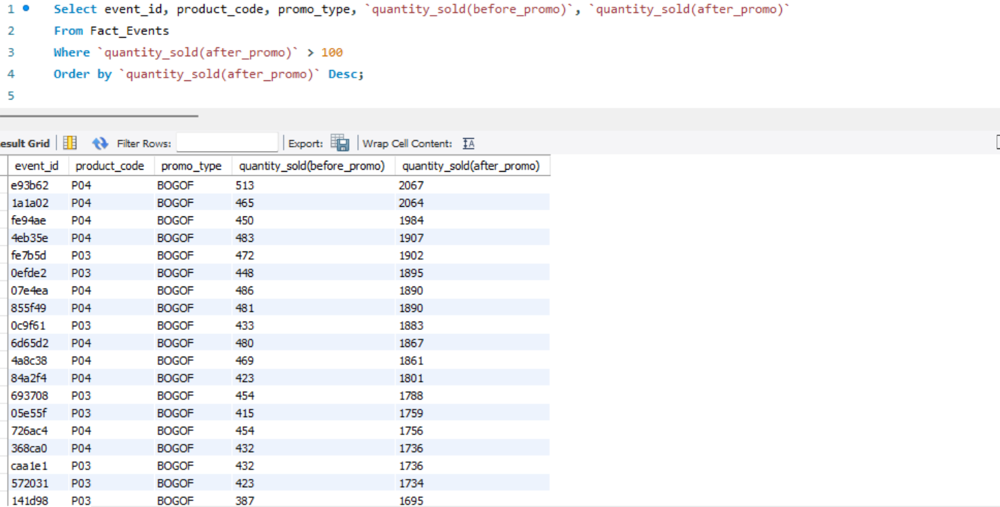 1 Select event_id, product_code, promo_type, `quantity_sold(before_promo)`, `quantity_sold(after_promo)`
2 From Fact_Events
3 Where `quantity_sold(after_promo)` > 100
4 Order by `quantity_sold(after_promo)` Desc;
5
esult Grid Filter Rows: Export: Wrap Cell Content: IA
event_id product_code promo_type quantity_sold(before_promo) quantity_sold(after_promo)
e93b62 P04 BOGOF 513 2067
1a1a02 P04 BOGOF 465 2064
fe94ae P04 BOGOF 450 1984
4eb35e P04 BOGOF 483 1907
fe7b5d P03 BOGOF 472 1902
0efde2 P03 BOGOF 448 1895
07e4ea P04 BOGOF 486 1890
855f49 P04 BOGOF 481 1890
0c9f61 P03 BOGOF 433 1883
6d65d2 P04 BOGOF 480 1867
4a8c38 P04 BOGOF 469 1861
84a2f4 P04 BOGOF 423 1801
693708 P03 BOGOF 454 1788
05e55f P03 BOGOF 415 1759
726ac4 P04 BOGOF 454 1756
368ca0 P04 BOGOF 432 1736
caa1e1 P03 BOGOF 432 1736
572031 P03 BOGOF 423 1734
141d98 P03 BOGOF 387 1695